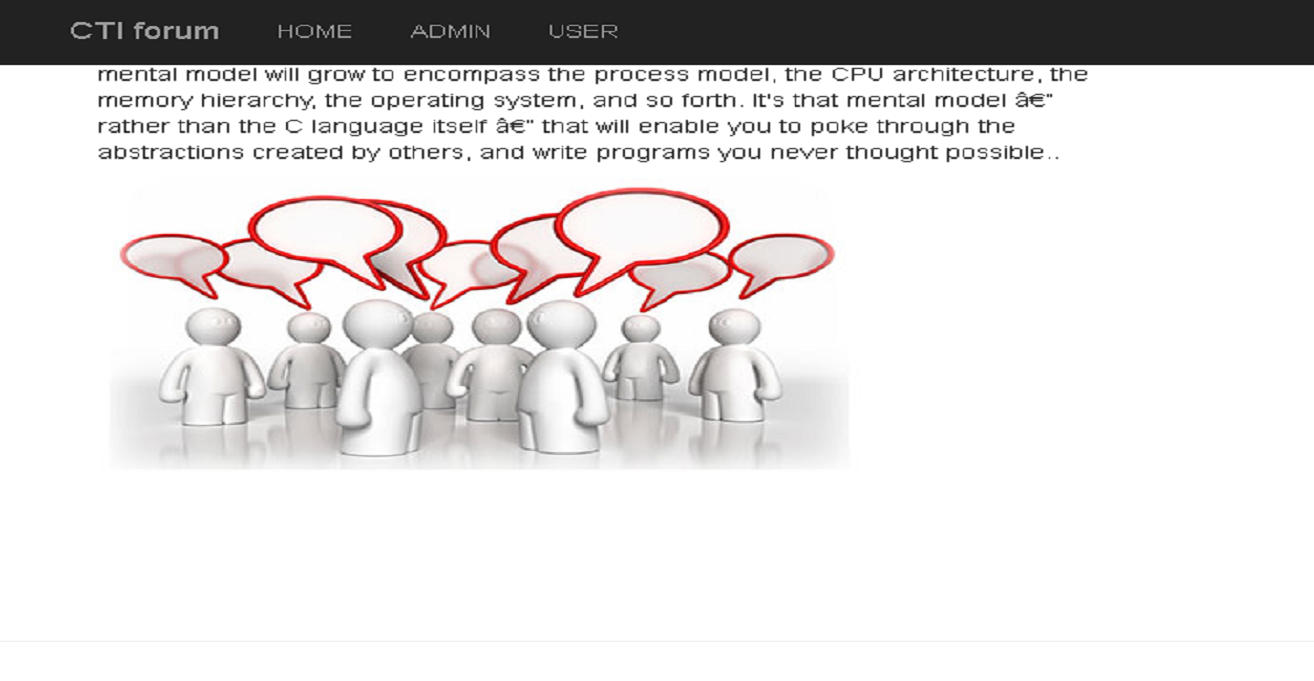 CTI forum HOME ADMIN USER
mental model will grow to encompass the process model, the CPU architecture, the
memory hierarchy, the operating system, and so forth. It's that mental model â€”
rather than the C language itself â€” that will enable you to poke through the
abstractions created by others, and write programs you never thought possible..